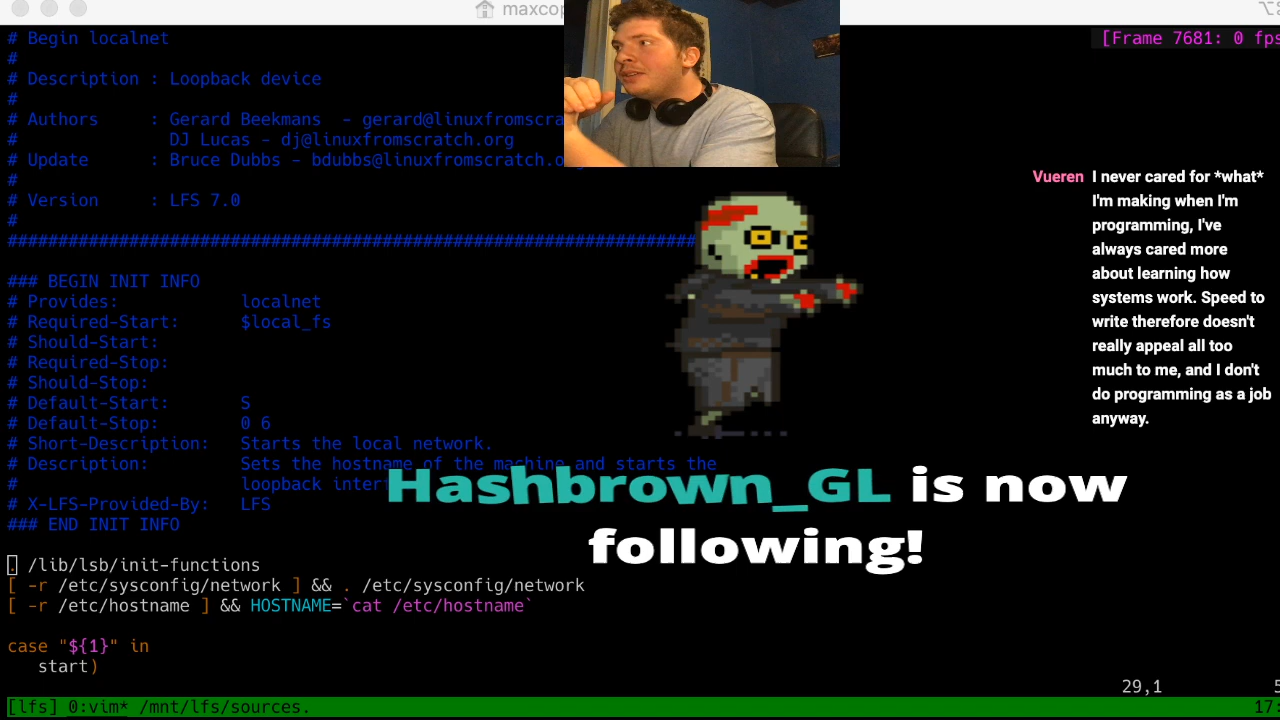 maxcop
# Begin localnet
[Frame 7681: 0 fps
#
# Description : Loopback device
#
# Authors     : Gerard Beekmans  - gerard@linuxfromscra
#               DJ Lucas - dj@linuxfromscratch.org
# Update      : Bruce Dubbs - bdubbs@linuxfromscratch.o
#
# Version     : LFS 7.0
#
####################################################################
### BEGIN INIT INFO
# Provides:            localnet
# Required-Start:      $local_fs
# Should-Start:
# Required-Stop:
# Should-Stop:
# Default-Start:       S
# Default-Stop:        0 6
# Short-Description:   Starts the local network.
# Description:         Sets the hostname of the machine and starts the
#                      loopback inter
# X-LFS-Provided-By:   LFS
### END INIT INFO
. /lib/lsb/init-functions
[ -r /etc/sysconfig/network ] && . /etc/sysconfig/network
[ -r /etc/hostname ] && HOSTNAME=`cat /etc/hostname`
case "${1}" in
   start)
29,1
[lfs] 0:vim* /mnt/lfs/sources.
17:
Vueren I never cared for *what*
I'm making when I'm
programming, I've
always cared more
about learning how
systems work. Speed to
write therefore doesn't
really appeal all too
much to me, and I don't
do programming as a job
anyway.
Hashbrown_GL is now
following!